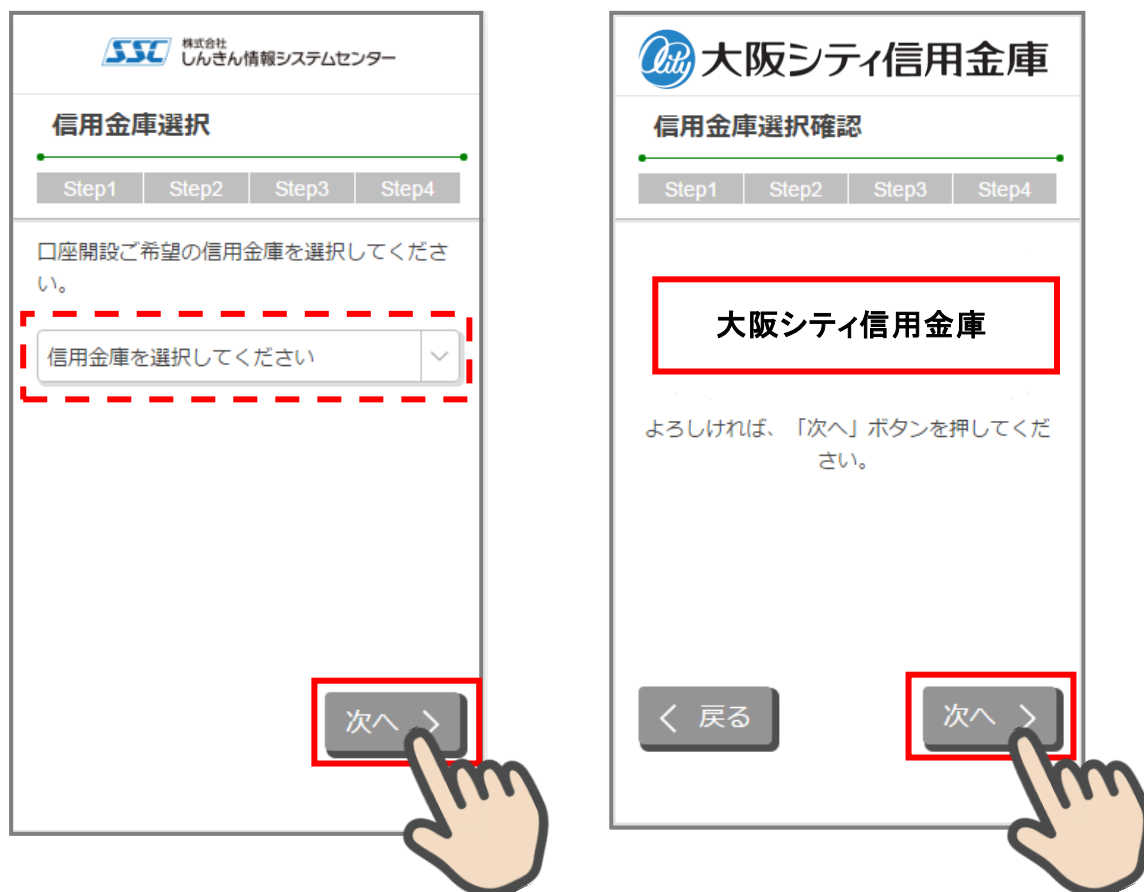 SSC 株式会社
しんきん情報システムセンター
信用金庫選択
Step1 Step2 Step3 Step4
口座開設ご希望の信用金庫を選択してくださ
い。
信用金庫を選択してください
次へ
City 大阪シティ信用金庫
信用金庫選択確認
Step1 Step2 Step3 Step4
大阪シティ信用金庫
よろしければ、「次へ」ボタンを押してくだ
さい。
戻る
次へ